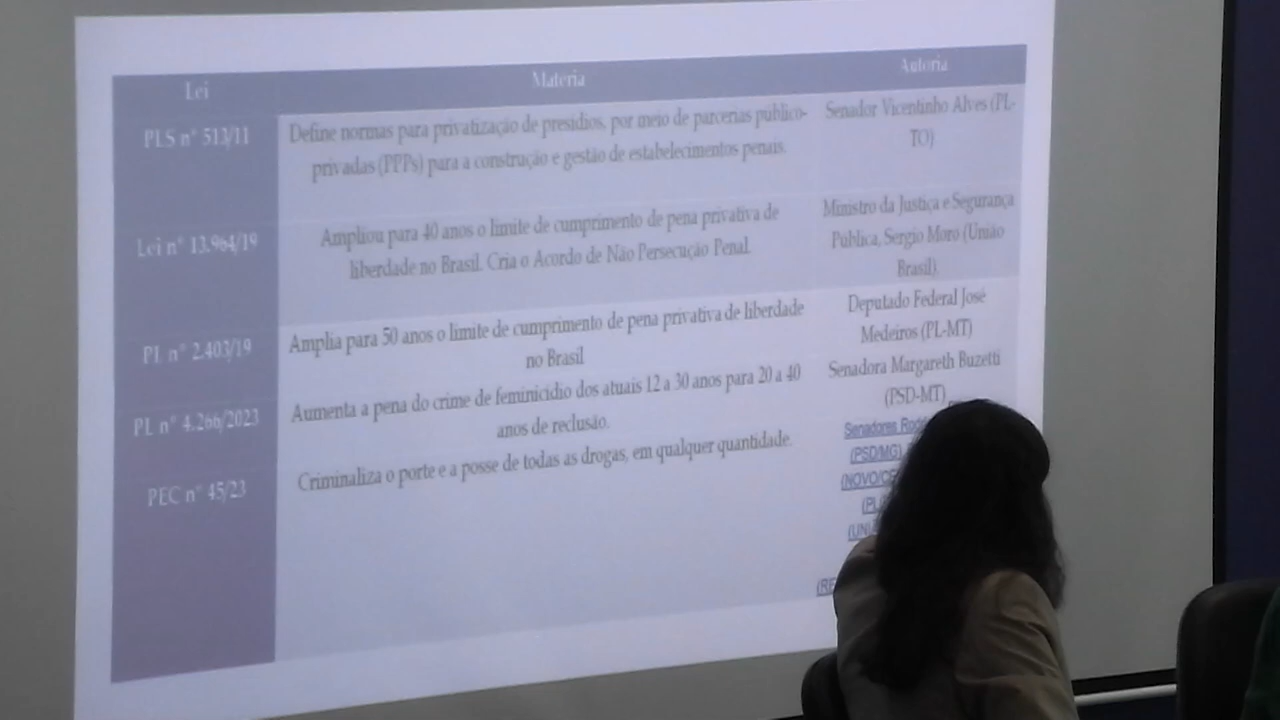 Lei Materia Autoria
PLS n° 513/11
Define normas para privatização de presídios, por meio de parcerias público-
privadas (PPPs) para a construção e gestão de estabelecimentos penais.
Senador Vicentinho Alves (PL-
TO)
Lei n° 13.964/19
Ampliou para 40 anos o limite de cumprimento de pena privativa de
liberdade no Brasil. Cria o Acordo de Não Persecução Penal.
Ministro da Justiça e Segurança
Pública, Sergio Moro (União
Brasil)
PL n° 2.403/19
Amplia para 50 anos o limite de cumprimento de pena privativa de liberdade
no Brasil
Deputado Federal José
Medeiros (PL-MT)
PL n° 4.266/2023
Aumenta a pena do crime de feminicídio dos atuais 12 a 30 anos para 20 a 40
anos de reclusão.
Senadora Margareth Buzetti
(PSD-MT)
PEC n° 45/23
Criminaliza o porte e a posse de todas as drogas, em qualquer quantidade.
Senadores
(PSD/MG)